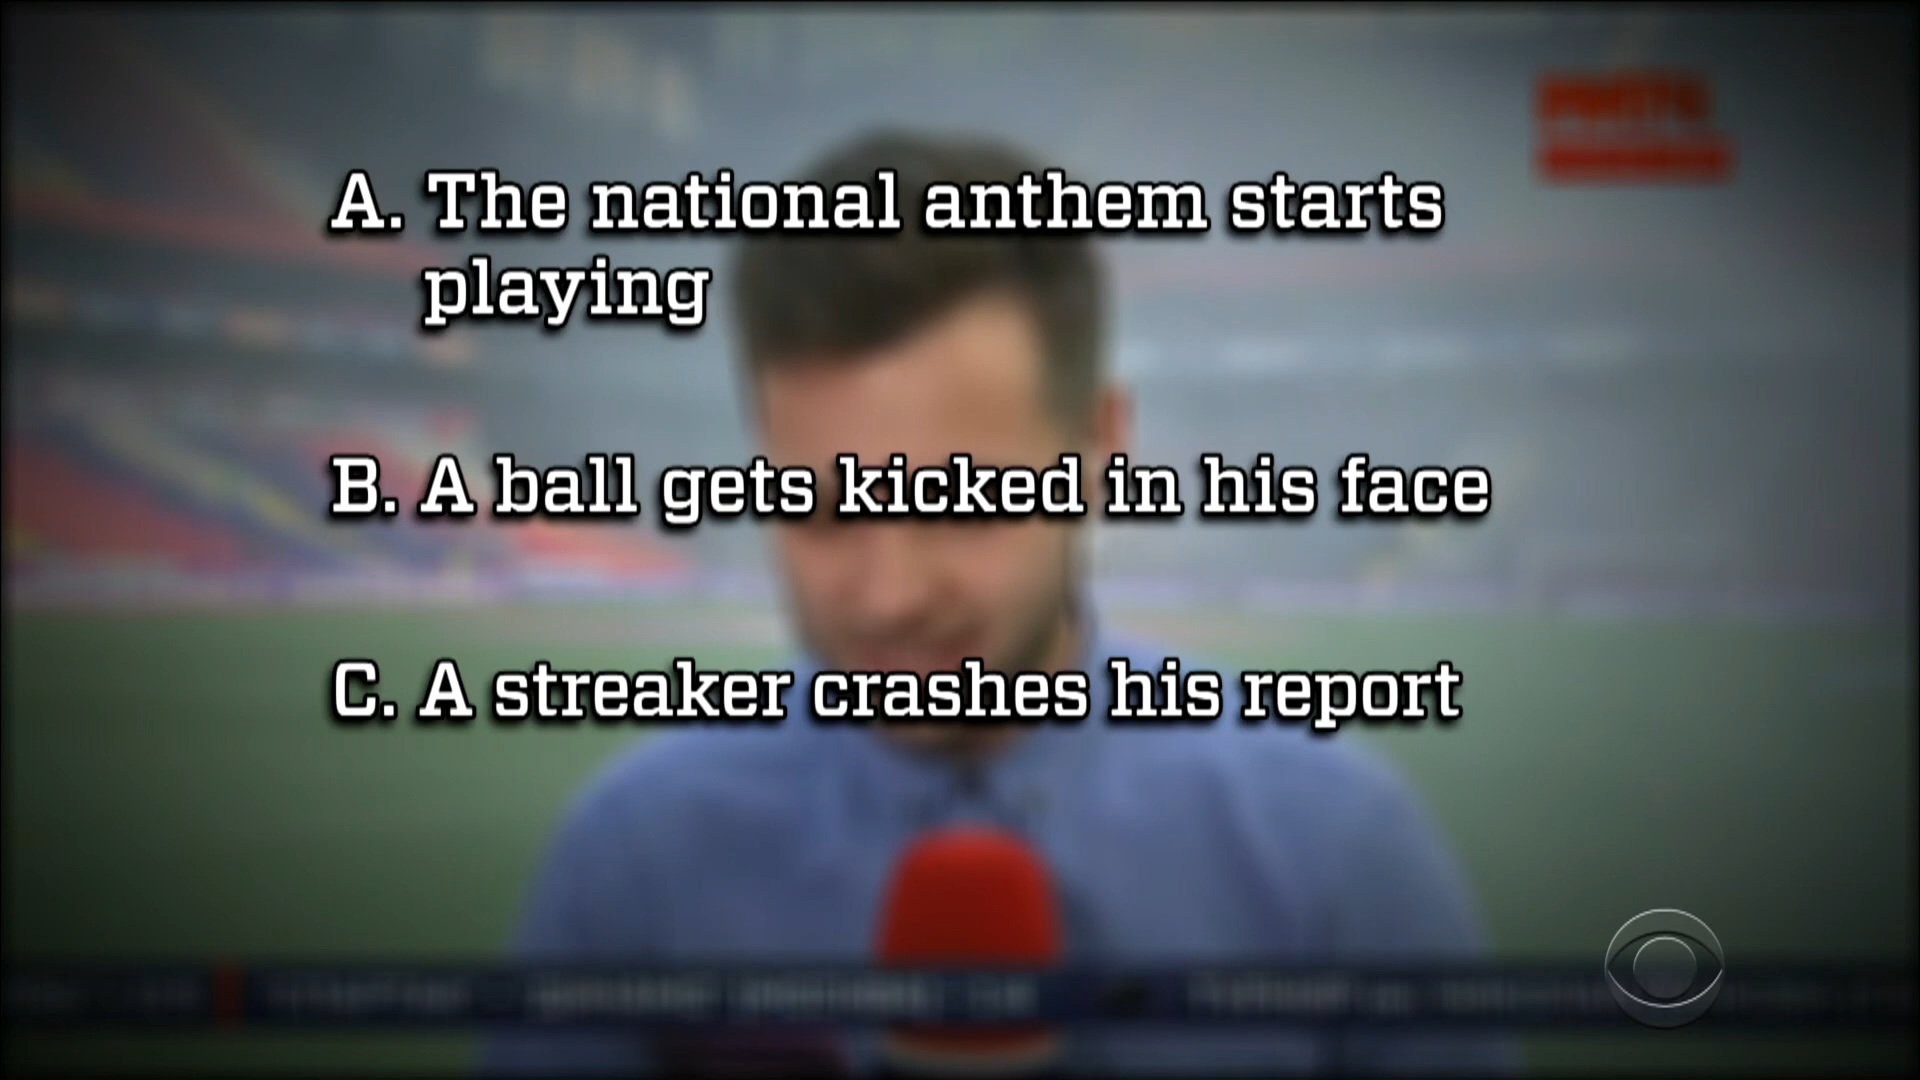 A. The national anthem starts
playing
B. A ball gets kicked in his face
C. A streaker crashes his report